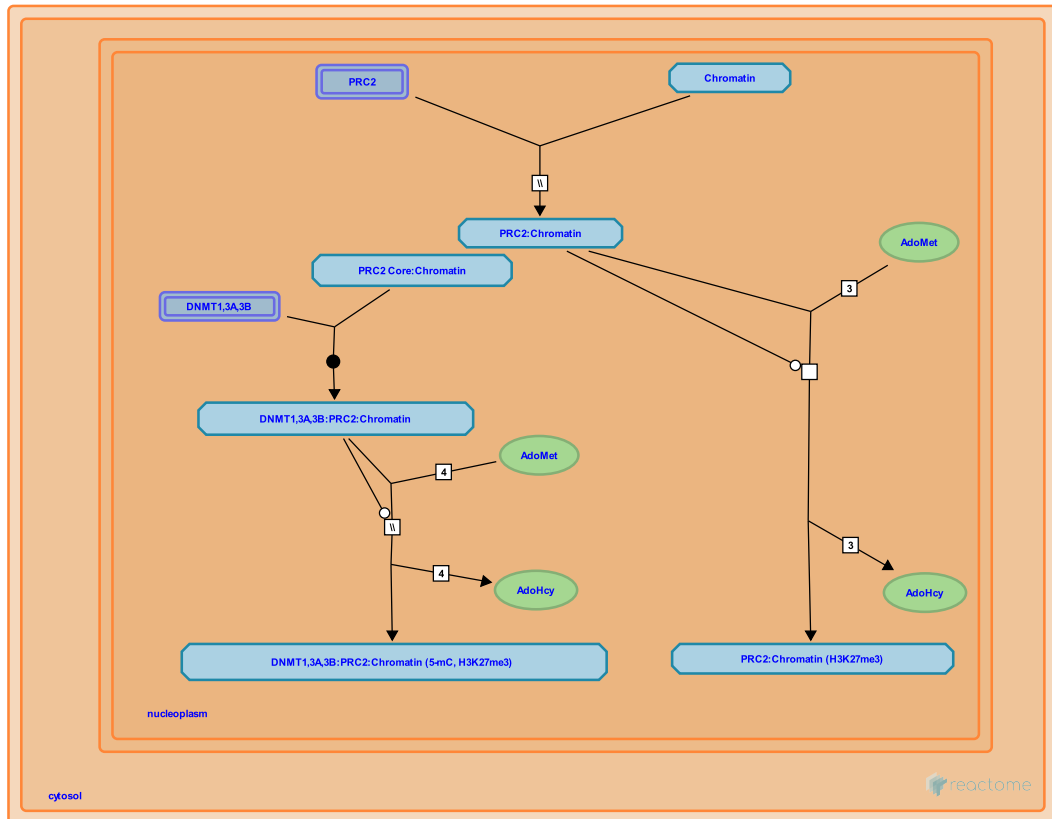 PRC2
Chromatin
\\
PRC2:Chromatin
AdoMet
PRC2 Core:Chromatin
3
DNMT1,3A,3B
DNMT1,3A,3B:PRC2:Chromatin
AdoMet
4
\\
3
4
AdoHcy
AdoHcy
DNMT1,3A,3B:PRC2:Chromatin (5-mC, H3K27me3)
PRC2:Chromatin (H3K27me3)
nucleoplasm
reactome
cytosol